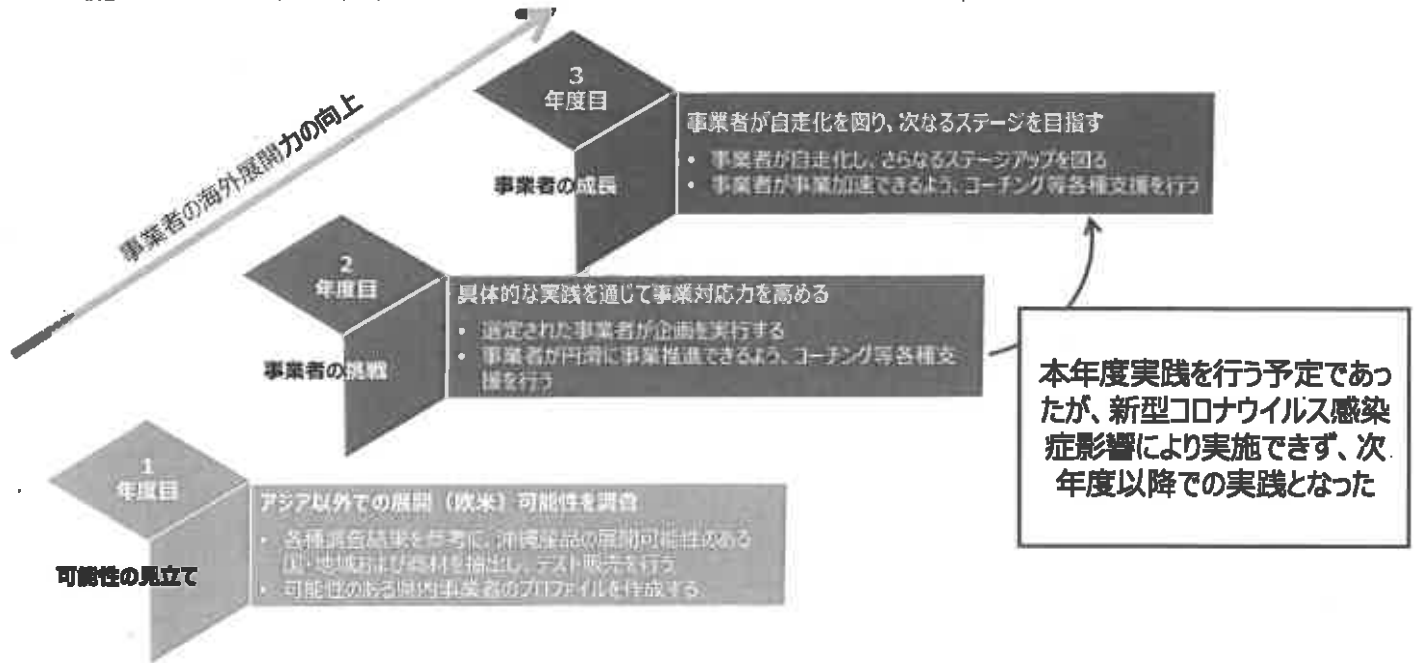 事業者の海外展開力の向上
3
年度目
事業者の成長
事業者が自走化を図り、次なるステージを目指す
• 事業者が自走化し、さらなるステージアップを図る
• 事業者が事業加速できるよう、コーチング等各種支援を行う
2
年度目
事業者の挑戦
具体的な実践を通じて事業対応力を高める
• 選定された事業者が企画を実行する
• 事業者が円滑に事業推進できるよう、コーチング等各種支
援を行う
本年度実践を行う予定であっ
たが、新型コロナウイルス感染
症影響により実施できず、次
年度以降での実践となった
1
年度目
可能性の見立て
アジア以外での展開（欧米）可能性を調査
• 各種調査結果を参考に、沖縄産品の展開可能性のある
国・地域および商材を抽出し、テスト販売を行う
• 可能性のある県内事業者のプロファイルを作成する